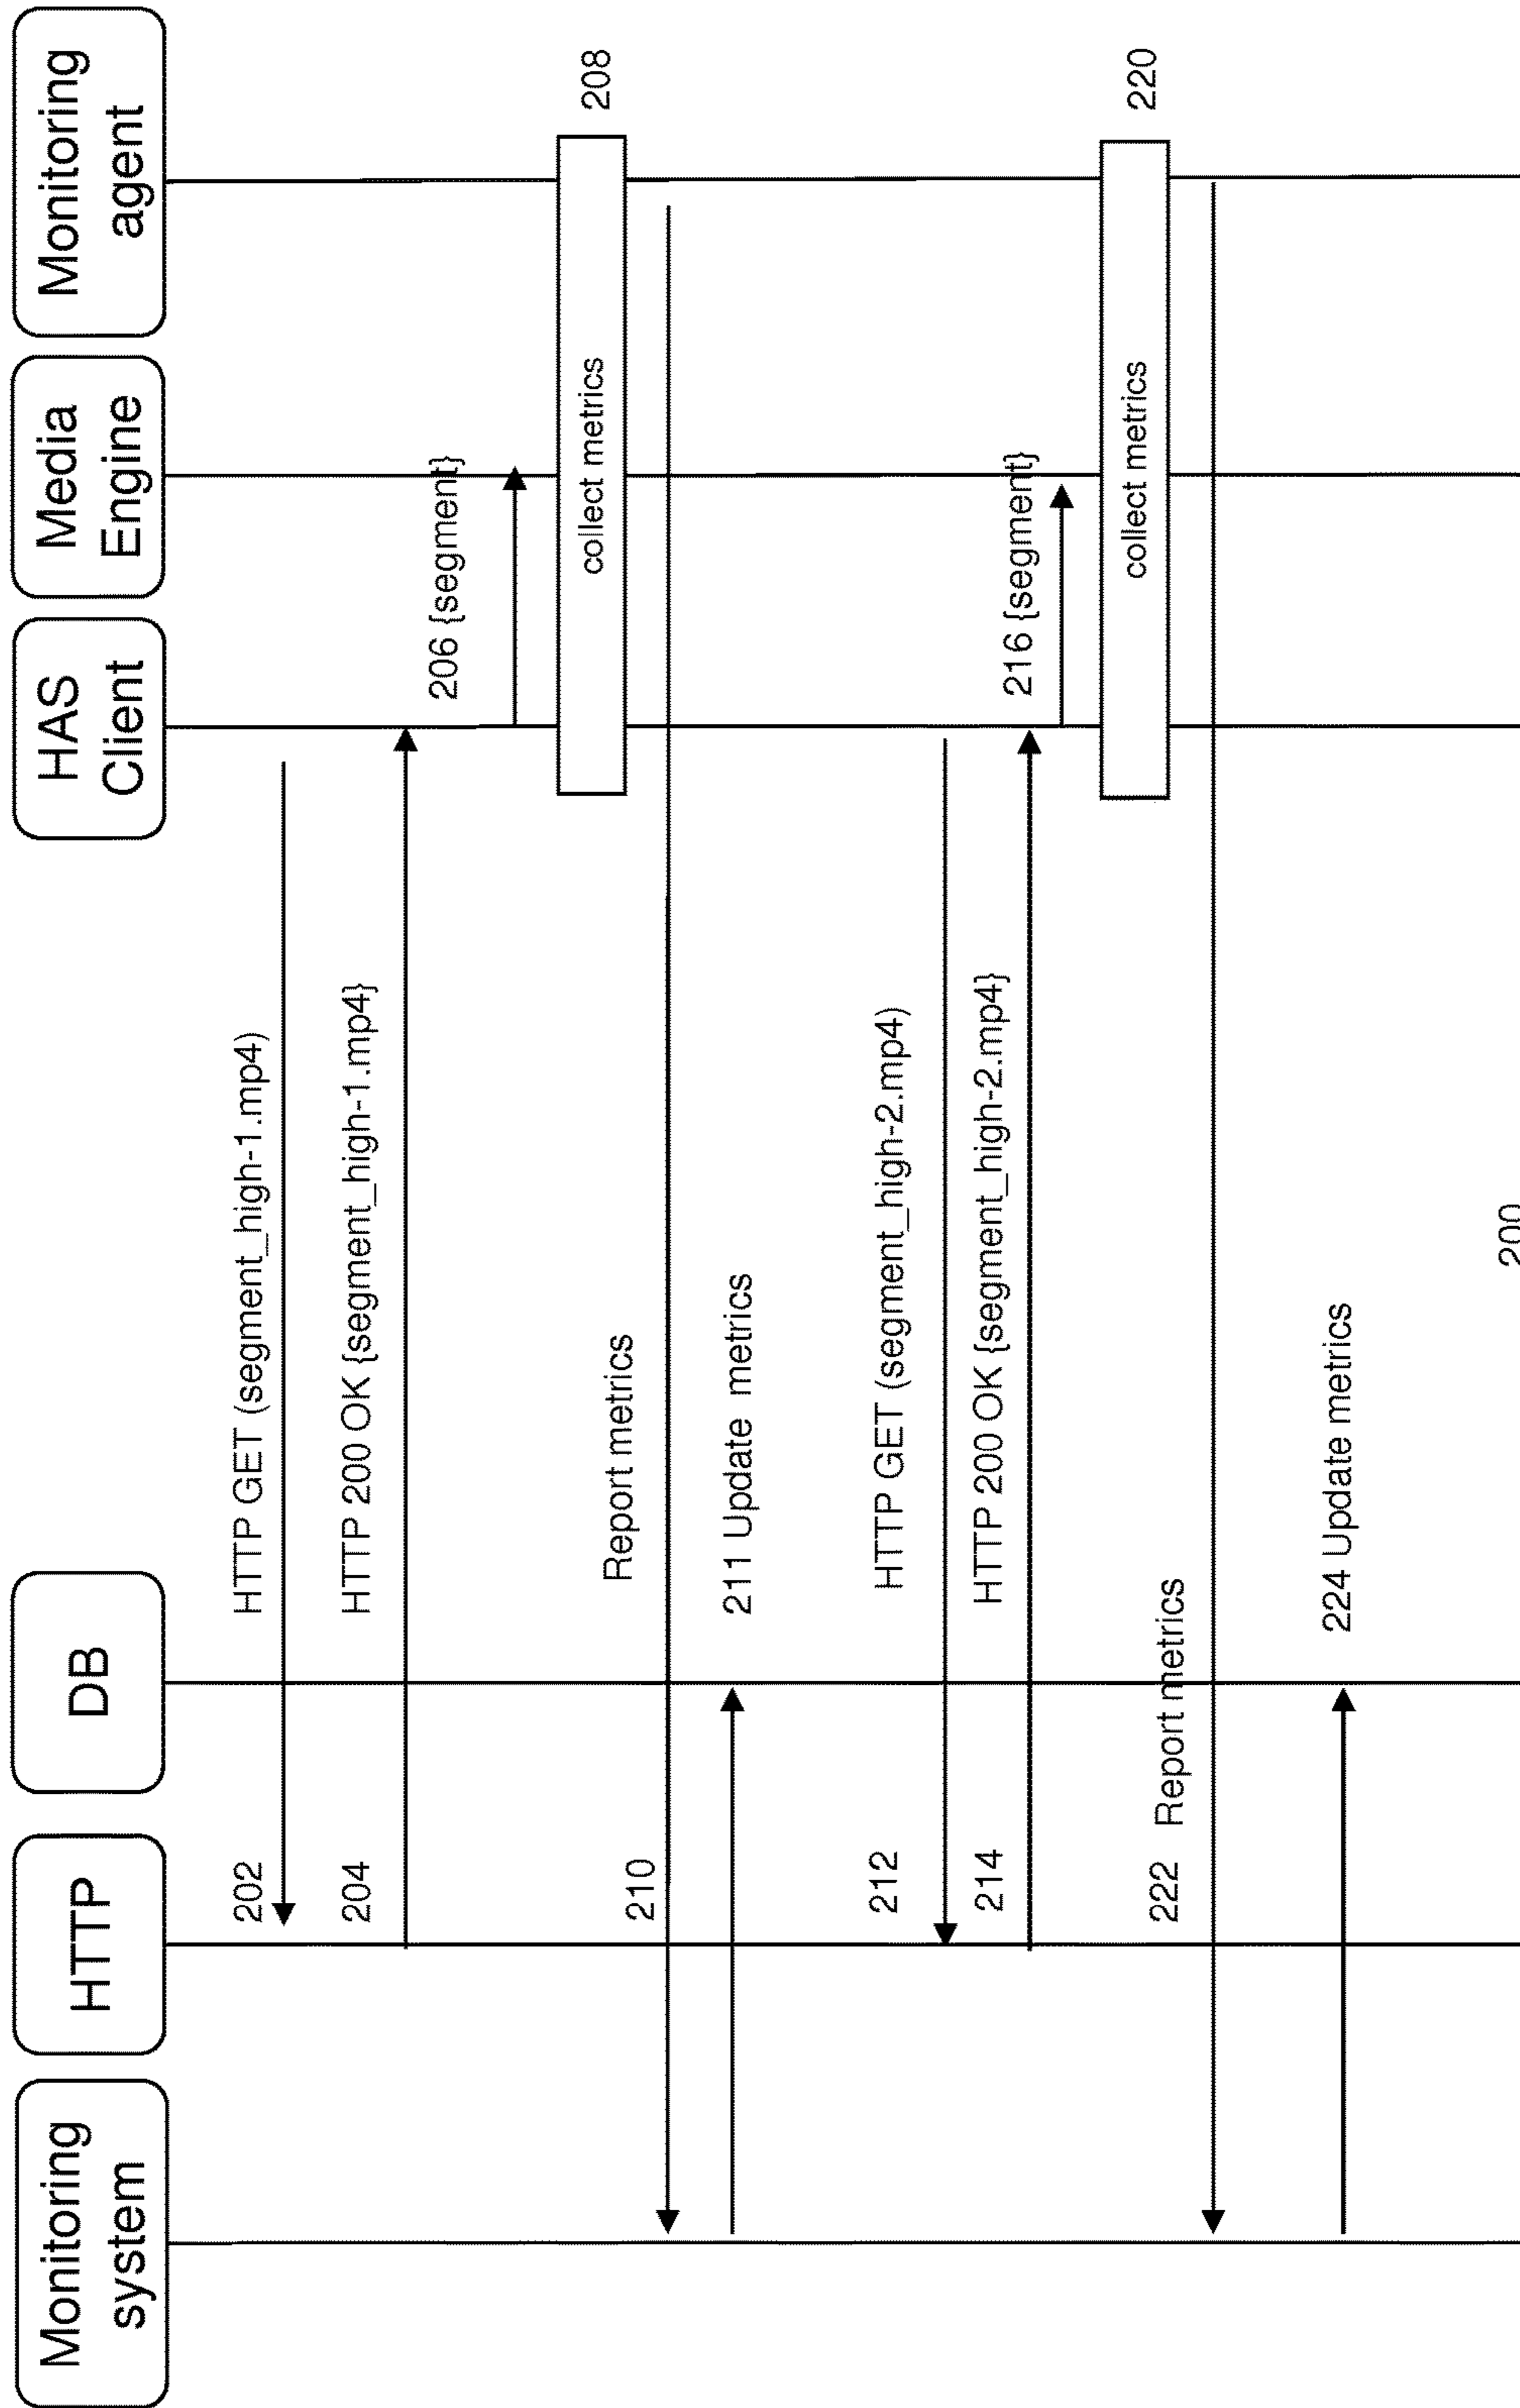 Monitoring
system
HTTP
DB
HAS
Client
Media
Engine
Monitoring
agent
202
HTTP GET (segment_high-1.mp4)
204
HTTP 200 OK {segment_high-1.mp4}
206 {segment}
collect metrics
208
210
Report metrics
211 Update metrics
212
HTTP GET (segment_high-2.mp4)
214
HTTP 200 OK {segment_high-2.mp4}
216 {segment}
collect metrics
220
222
Report metrics
224 Update metrics
200